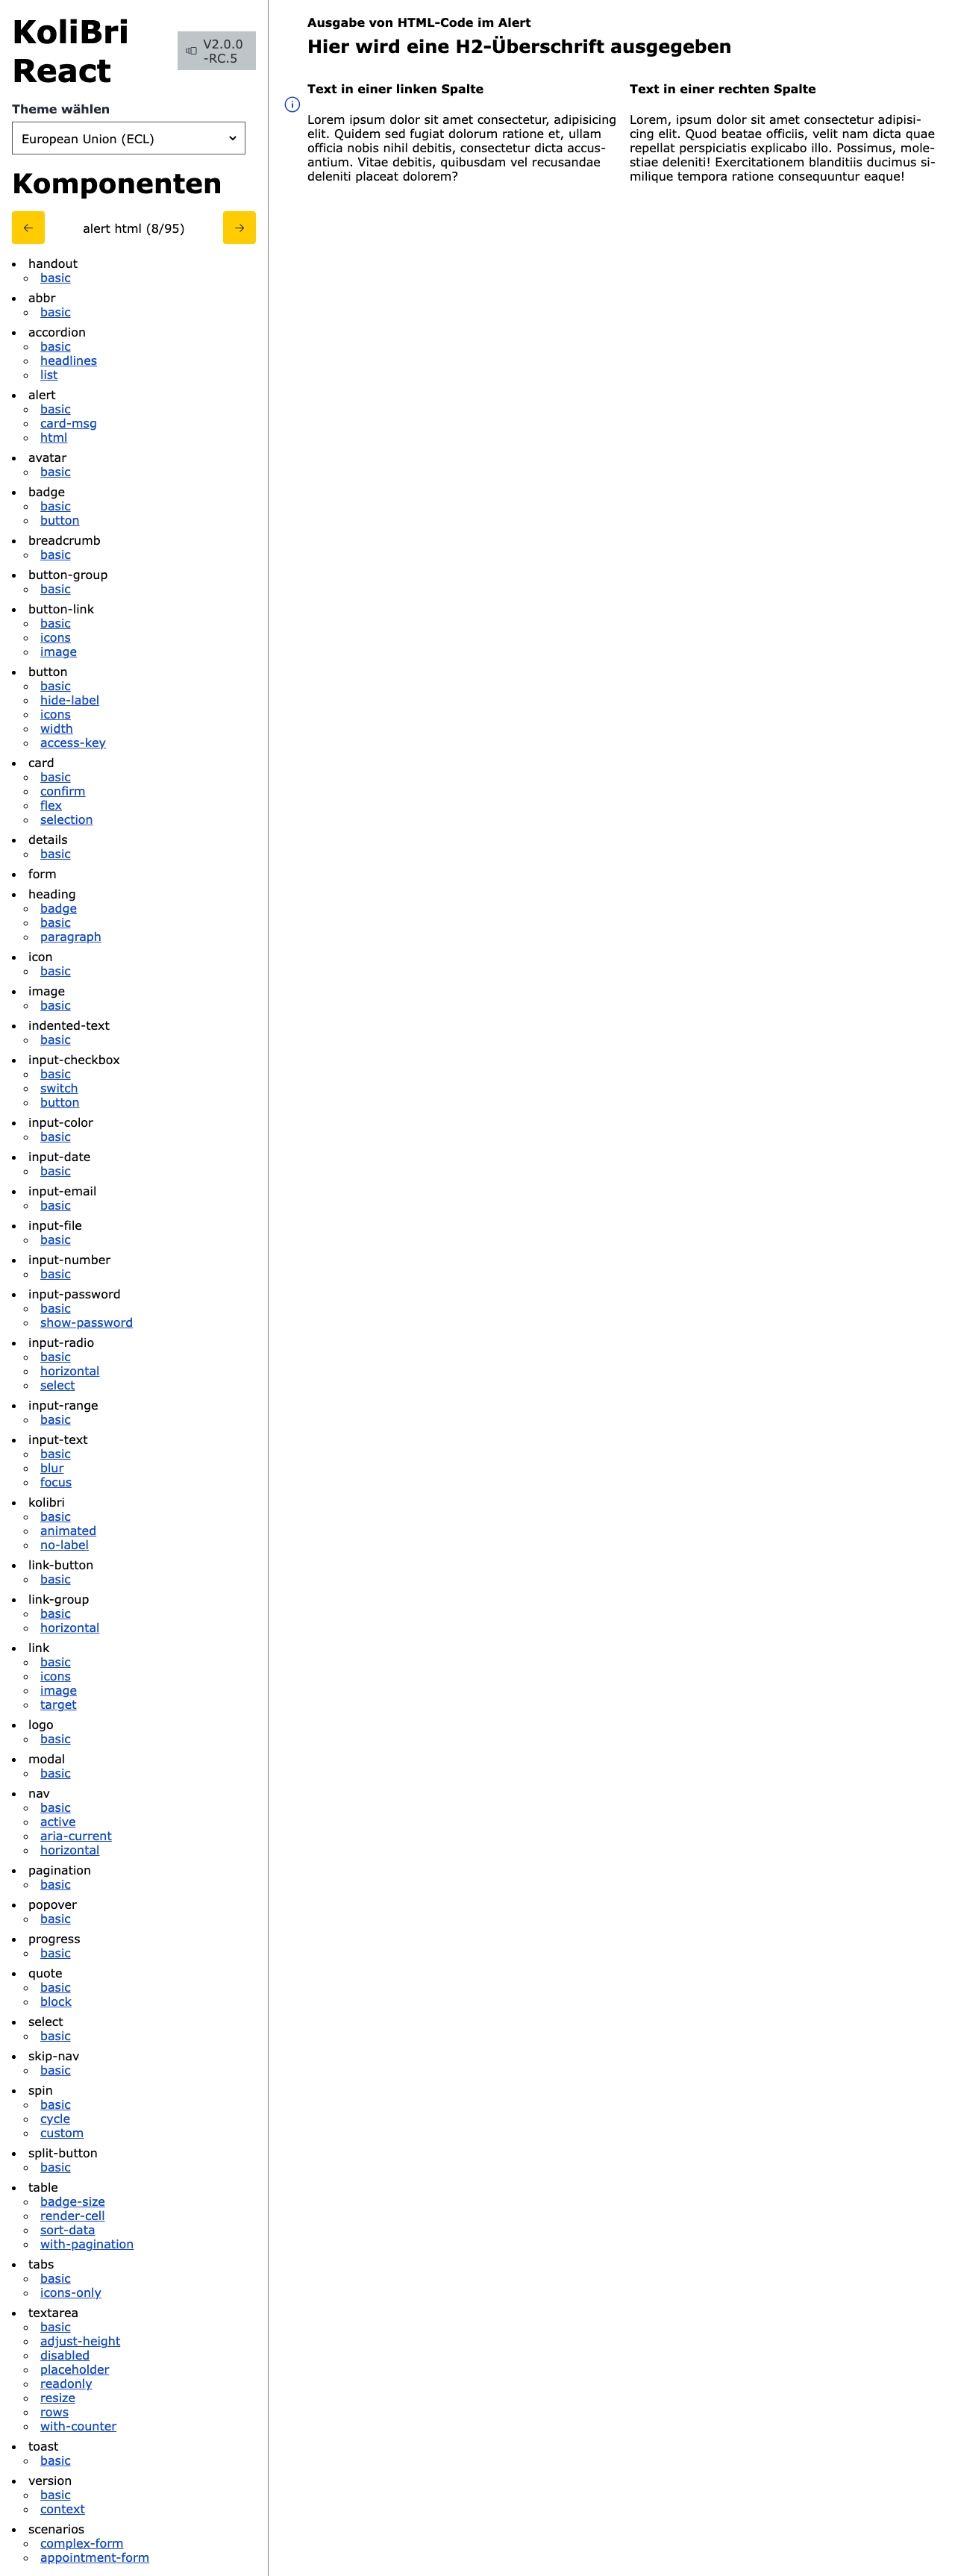 KoliBri
React
V2.0.0
-RC.5
Theme wählen
European Union (ECL)
Komponenten
alert html (8/95)
handout
basic
abbr
basic
accordion
basic
headlines
list
alert
basic
card-msg
html
avatar
basic
badge
basic
button
breadcrumb
basic
button-group
basic
button-link
basic
icons
image
button
basic
hide-label
icons
width
access-key
card
basic
confirm
flex
selection
details
basic
form
heading
badge
basic
paragraph
icon
basic
image
basic
indented-text
basic
input-checkbox
basic
switch
button
input-color
basic
input-date
basic
input-email
basic
input-file
basic
input-number
basic
input-password
basic
show-password
input-radio
basic
horizontal
select
input-range
basic
input-text
basic
blur
focus
kolibri
basic
animated
no-label
link-button
basic
link-group
basic
horizontal
link
basic
icons
image
target
logo
basic
modal
basic
nav
basic
active
aria-current
horizontal
pagination
basic
popover
basic
progress
basic
quote
basic
block
select
basic
skip-nav
basic
spin
basic
cycle
custom
split-button
basic
table
badge-size
render-cell
sort-data
with-pagination
tabs
basic
icons-only
textarea
basic
adjust-height
disabled
placeholder
readonly
resize
rows
with-counter
toast
basic
version
basic
context
scenarios
complex-form
appointment-form
Ausgabe von HTML-Code im Alert
Hier wird eine H2-Überschrift ausgegeben
Text in einer linken Spalte
Lorem ipsum dolor sit amet consectetur, adipisicing
elit. Quidem sed fugiat dolorum ratione et, ullam
officia nobis nihil debitis, consectetur dicta accus-
antium. Vitae debitis, quibusdam vel recusandae
deleniti placeat dolorem?
Text in einer rechten Spalte
Lorem, ipsum dolor sit amet consectetur adipisi-
cing elit. Quod beatae officiis, velit nam dicta quae
repellat perspiciatis explicabo illo. Possimus, mole-
stiae deleniti! Exercitationem blanditiis ducimus si-
milique tempora ratione consequuntur eaque!